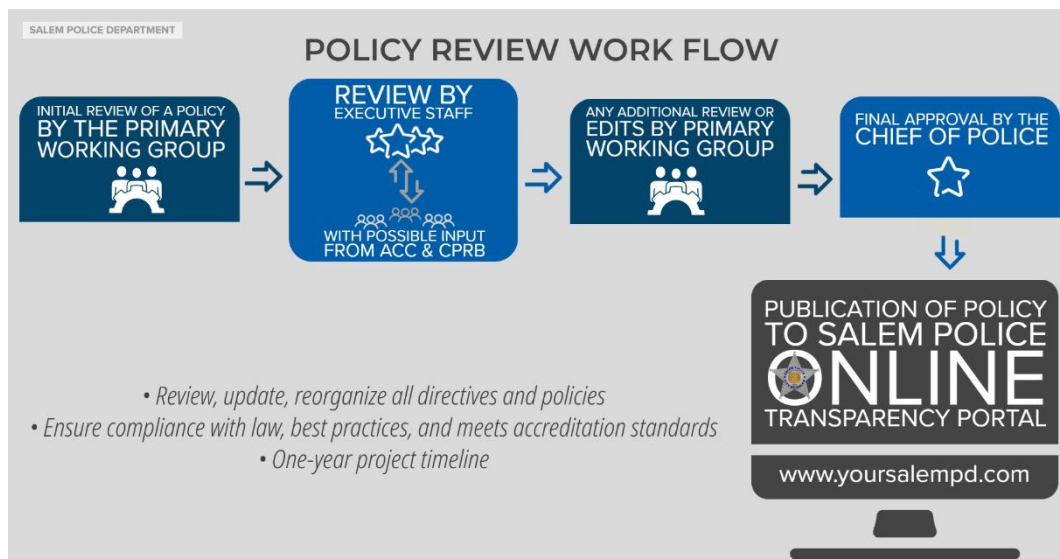 SALEM POLICE DEPARTMENT
POLICY REVIEW WORK FLOW
INITIAL REVIEW OF A POLICY
BY THE PRIMARY
WORKING GROUP
REVIEW BY
EXECUTIVE STAFF
WITH POSSIBLE INPUT
FROM ACC & CPRB
ANY ADDITIONAL REVIEW OR
EDITS BY PRIMARY
WORKING GROUP
FINAL APPROVAL BY THE
CHIEF OF POLICE
PUBLICATION OF POLICY
TO SALEM POLICE
ONLINE
TRANSPARENCY PORTAL
www.yoursalempd.com
• Review, update, reorganize all directives and policies
• Ensure compliance with law, best practices, and meets accreditation standards
• One-year project timeline